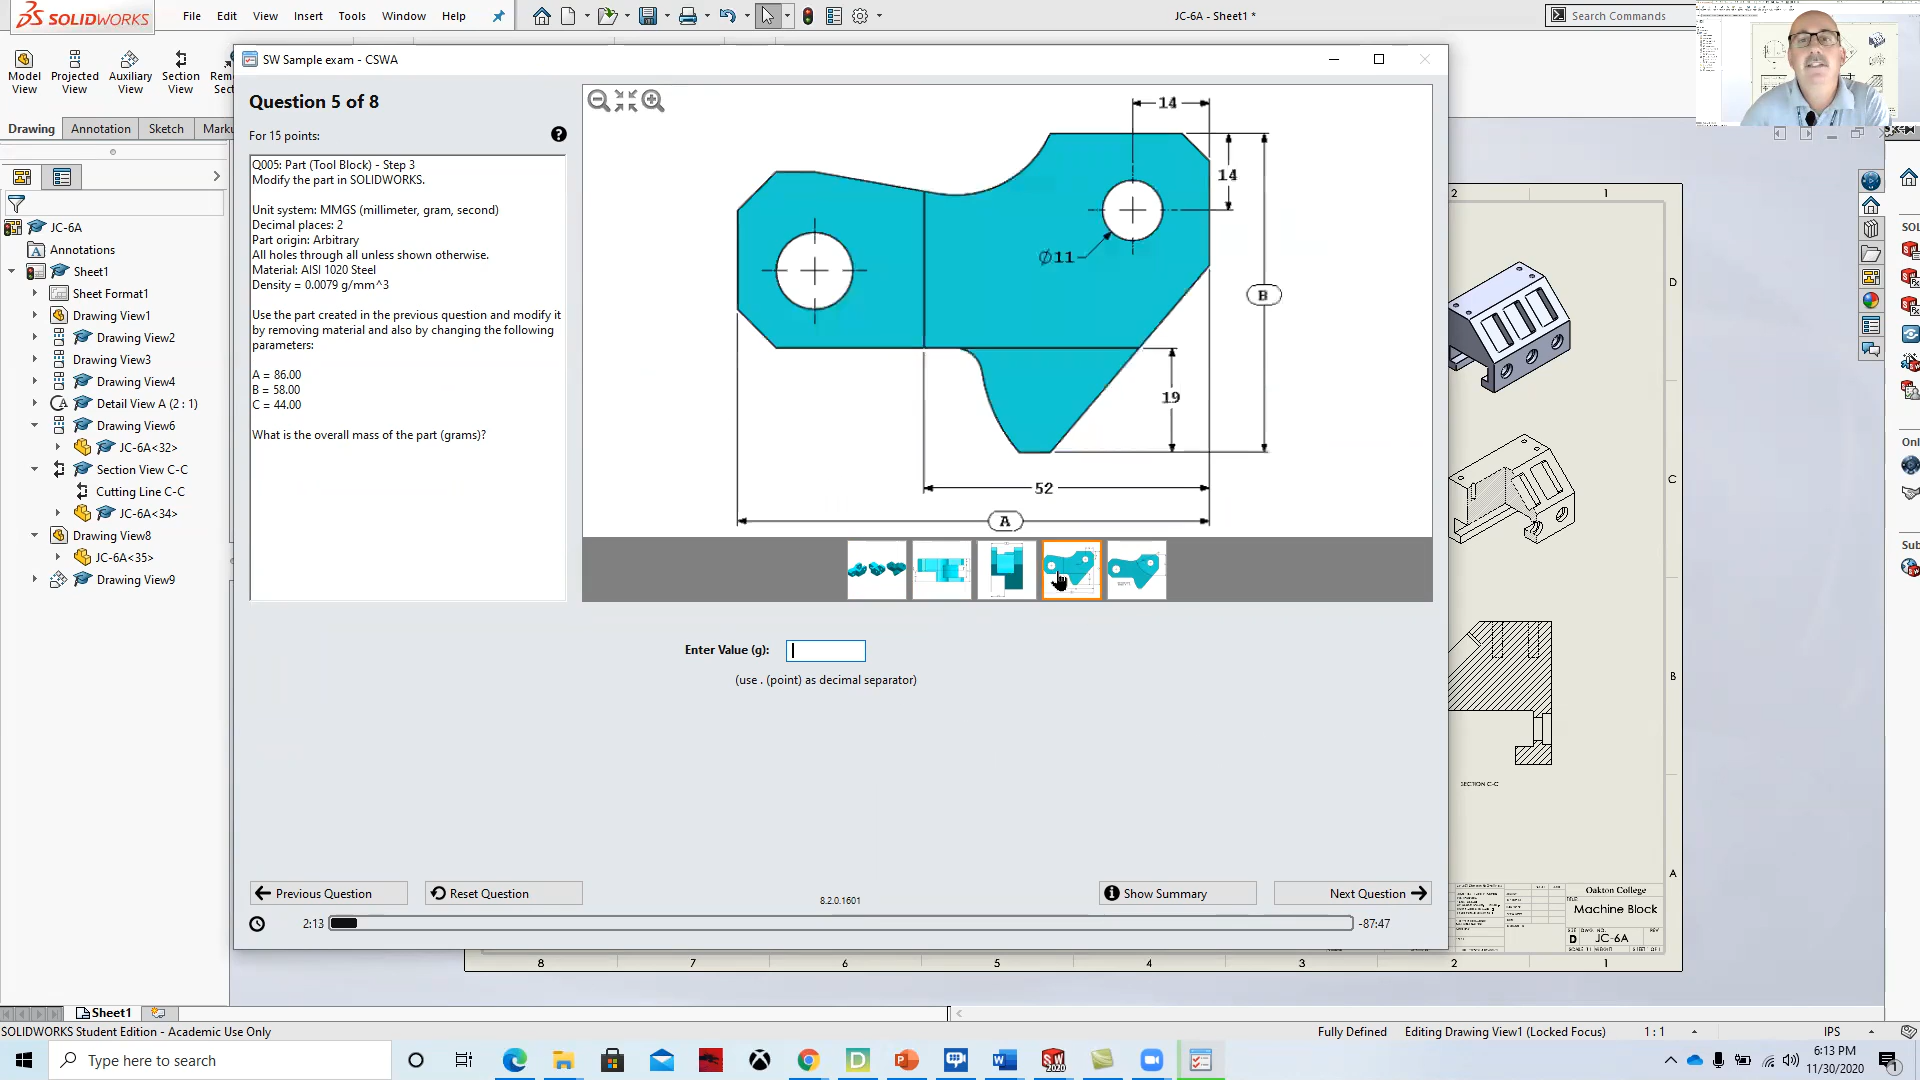 SOLIDWORKS
File Edit View Insert Tools Window Help
JC-6A - Sheet1 *
Search Commands
Model View
Projected View
Auxiliary View
Section View
Drawing Annotation Sketch
JC-6A
Annotations
Sheet1
Sheet Format1
Drawing View1
Drawing View2
Drawing View3
Drawing View4
Detail View A (2 : 1)
Drawing View6
JC-6A<32>
Section View C-C
Cutting Line C-C
JC-6A<34>
Drawing View8
JC-6A<35>
Drawing View9
SW Sample exam - CSWA
Question 5 of 8
For 15 points:
Q005: Part (Tool Block) - Step 3
Modify the part in SOLIDWORKS.
Unit system: MMGS (millimeter, gram, second)
Decimal places: 2
Part origin: Arbitrary
All holes through all unless shown otherwise.
Material: AISI 1020 Steel
Density = 0.0079 g/mm^3
Use the part created in the previous question and modify it
by removing material and also by changing the following
parameters:
A = 86.00
B = 58.00
C = 44.00
What is the overall mass of the part (grams)?
14
14
Ø11
B
19
52
A
Enter Value (g):
(use . (point) as decimal separator)
Previous Question
Reset Question
8.2.0.1601
Show Summary
Next Question
2:13
-87:47
2 1
D
C
B
A
SECTION C-C
Oakton College
Machine Block
D JC-6A
8 7 6 5 4 3 2 1
Sheet1
SOLIDWORKS Student Edition - Academic Use Only
Fully Defined
Editing Drawing View1 (Locked Focus)
1 : 1
IPS
Type here to search
6:13 PM
11/30/2020